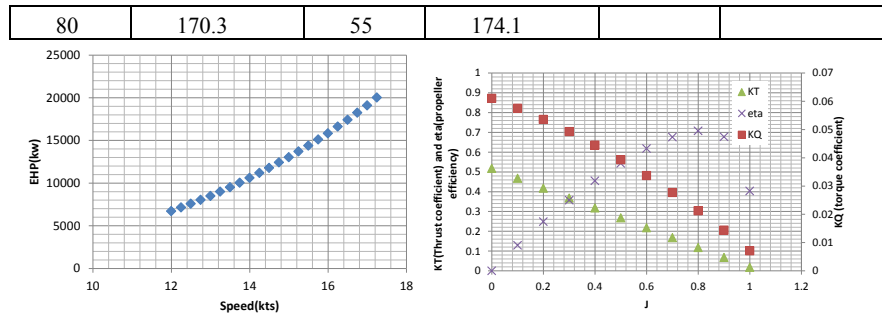 80 170.3 55 174.1
25000
20000
15000
10000
5000
0
10 12 14 16 18
EHP(kw)
Speed(kts)
1
0.9
0.8
0.7
0.6
0.5
0.4
0.3
0.2
0.1
0
0 0.2 0.4 0.6 0.8 1 1.2
KT(Thrust coefficient) and eta(propeller
efficiency)
J
0.07
0.06
0.05
0.04
0.03
0.02
0.01
0
KQ (torque coefficient)
KT
eta
KQ